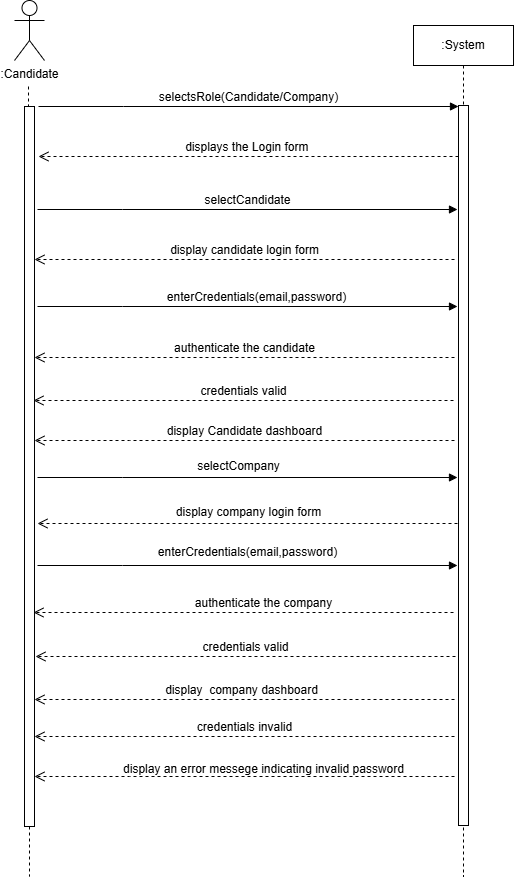 :Candidate
:System
selectsRole(Candidate/Company)
displays the Login form
selectCandidate
display candidate login form
enterCredentials(email,password)
authenticate the candidate
credentials valid
display Candidate dashboard
selectCompany
display company login form
enterCredentials(email,password)
authenticate the company
credentials valid
display  company dashboard
credentials invalid
display an error messege indicating invalid password